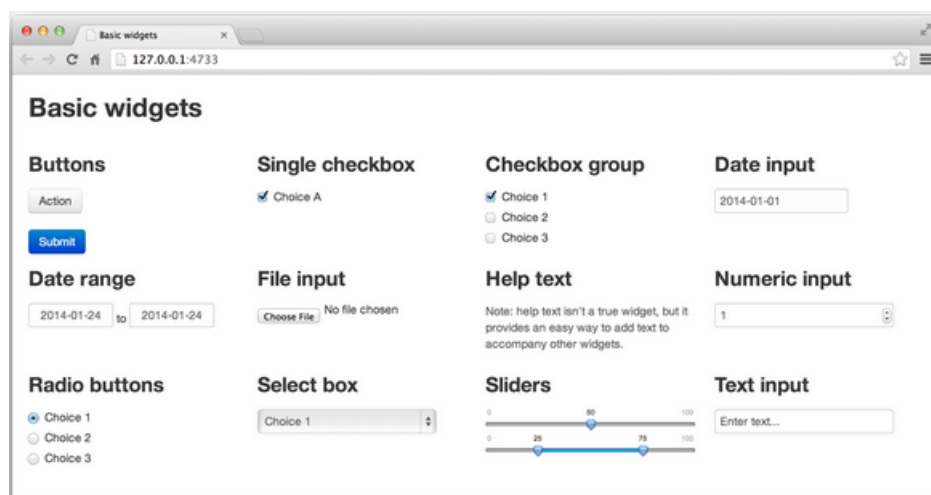 Basic widgets
127.0.0.1:4733
Basic widgets
Buttons
Action
Submit
Single checkbox
Choice A
Checkbox group
Choice 1
Choice 2
Choice 3
Date input
2014-01-01
Date range
2014-01-24 to 2014-01-24
File input
Choose File No file chosen
Help text
Note: help text isn't a true widget, but it
provides an easy way to add text to
accompany other widgets.
Numeric input
1
Radio buttons
Choice 1
Choice 2
Choice 3
Select box
Choice 1
Sliders
0 50 100
0 25 75 100
Text input
Enter text...